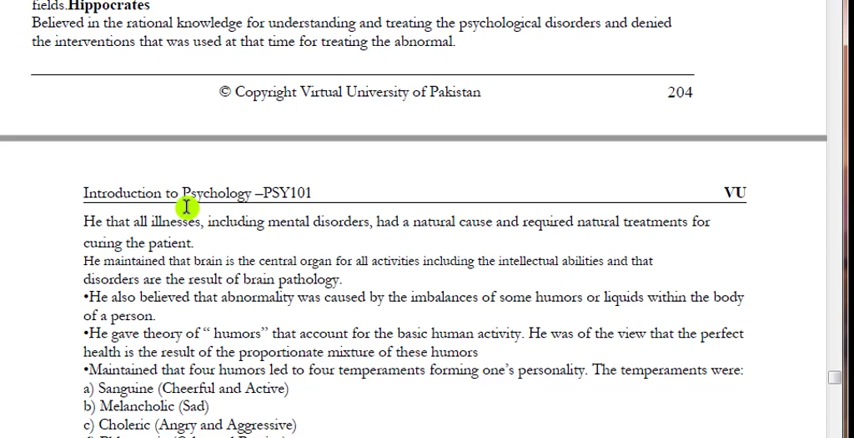 fields.Hippocrates
Believed in the rational knowledge for understanding and treating the psychological disorders and denied
the interventions that was used at that time for treating the abnormal.
© Copyright Virtual University of Pakistan 204
Introduction to Psychology –PSY101 VU
He that all illnesses, including mental disorders, had a natural cause and required natural treatments for
curing the patient.
He maintained that brain is the central organ for all activities including the intellectual abilities and that
disorders are the result of brain pathology.
•He also believed that abnormality was caused by the imbalances of some humors or liquids within the body
of a person.
•He gave theory of “ humors” that account for the basic human activity. He was of the view that the perfect
health is the result of the proportionate mixture of these humors
•Maintained that four humors led to four temperaments forming one’s personality. The temperaments were:
a) Sanguine (Cheerful and Active)
b) Melancholic (Sad)
c) Choleric (Angry and Aggressive)